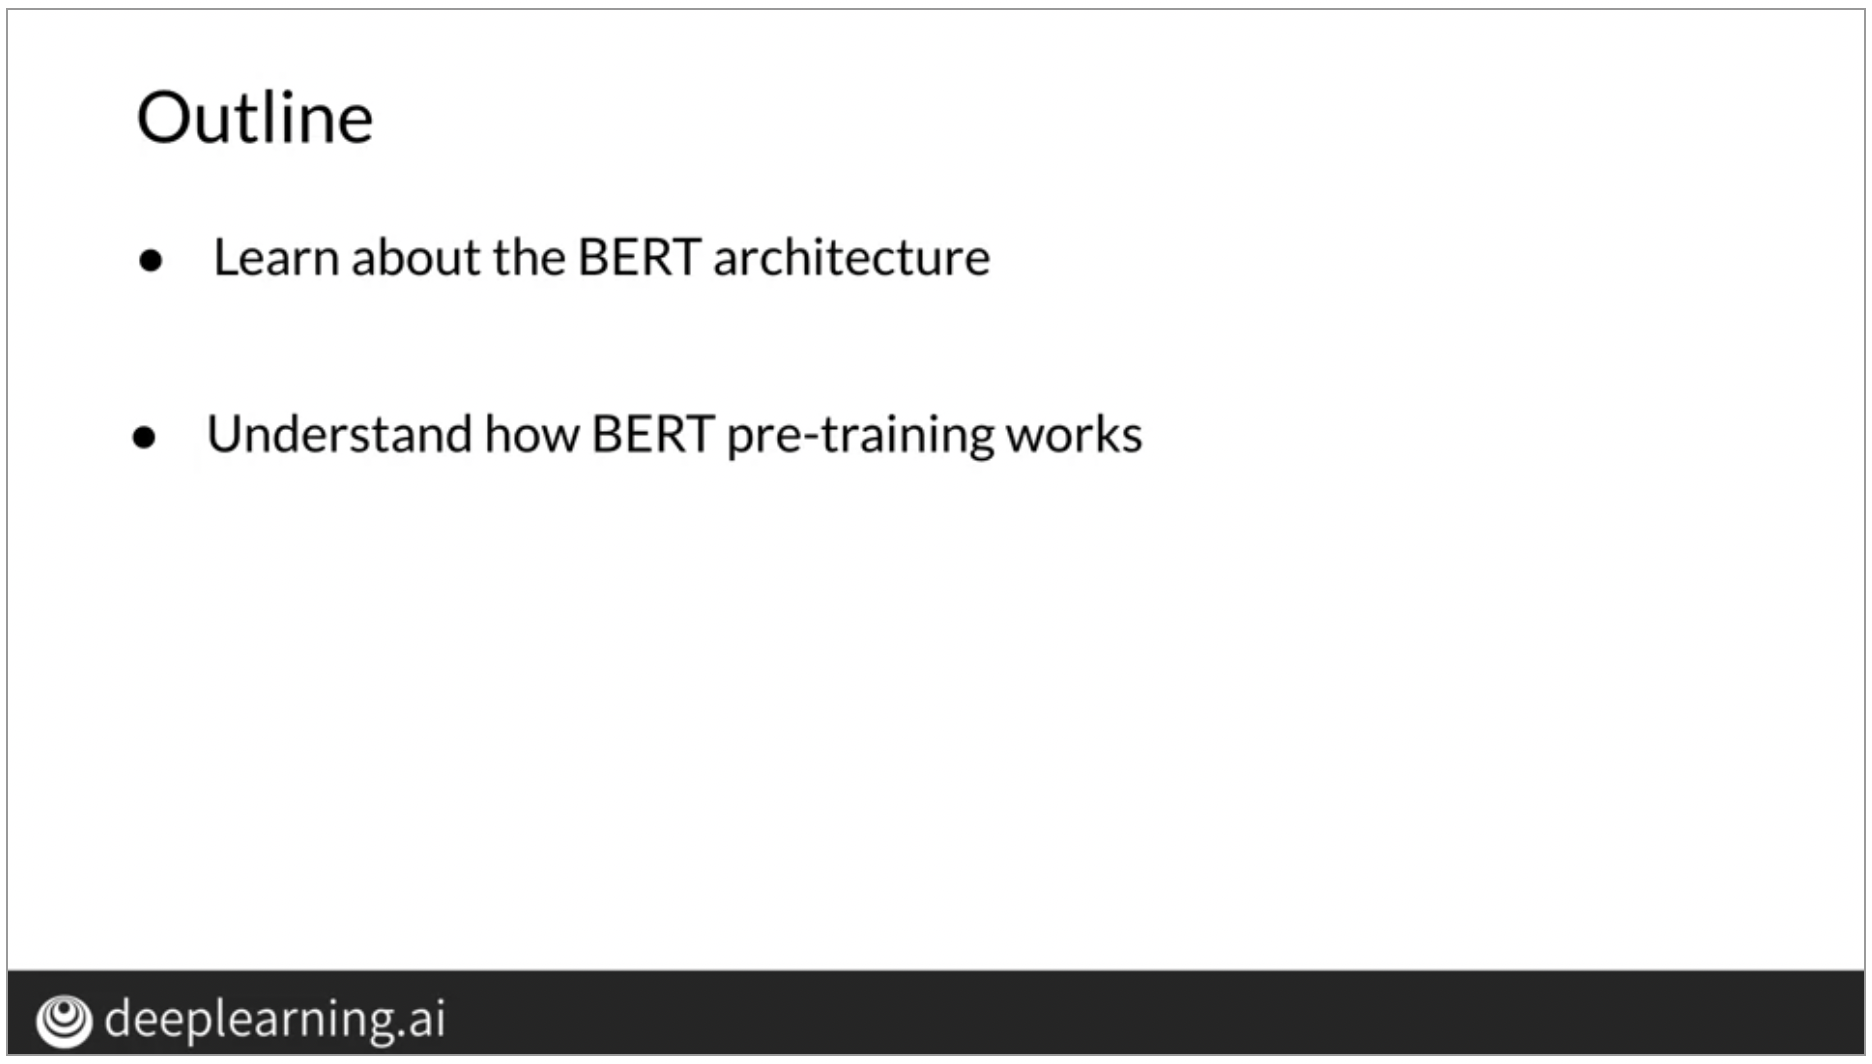 Outline
● Learn about the BERT architecture
● Understand how BERT pre-training works
deeplearning.ai